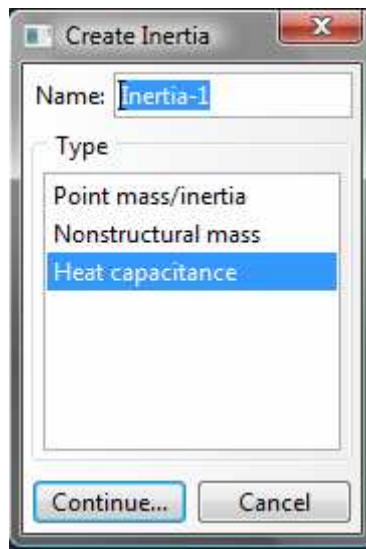 Create Inertia
Name: Inertia-1
Type
Point mass/inertia
Nonstructural mass
Heat capacitance
Continue... Cancel